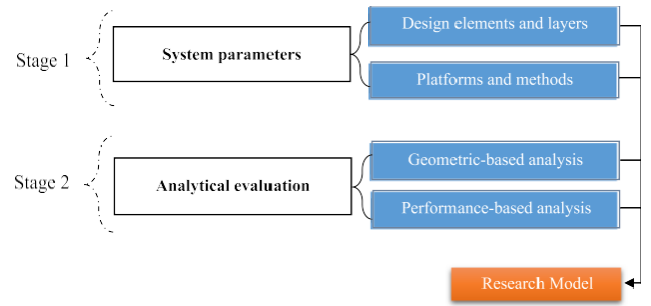 Stage 1
System parameters
Design elements and layers
Platforms and methods
Stage 2
Analytical evaluation
Geometric-based analysis
Performance-based analysis
Research Model